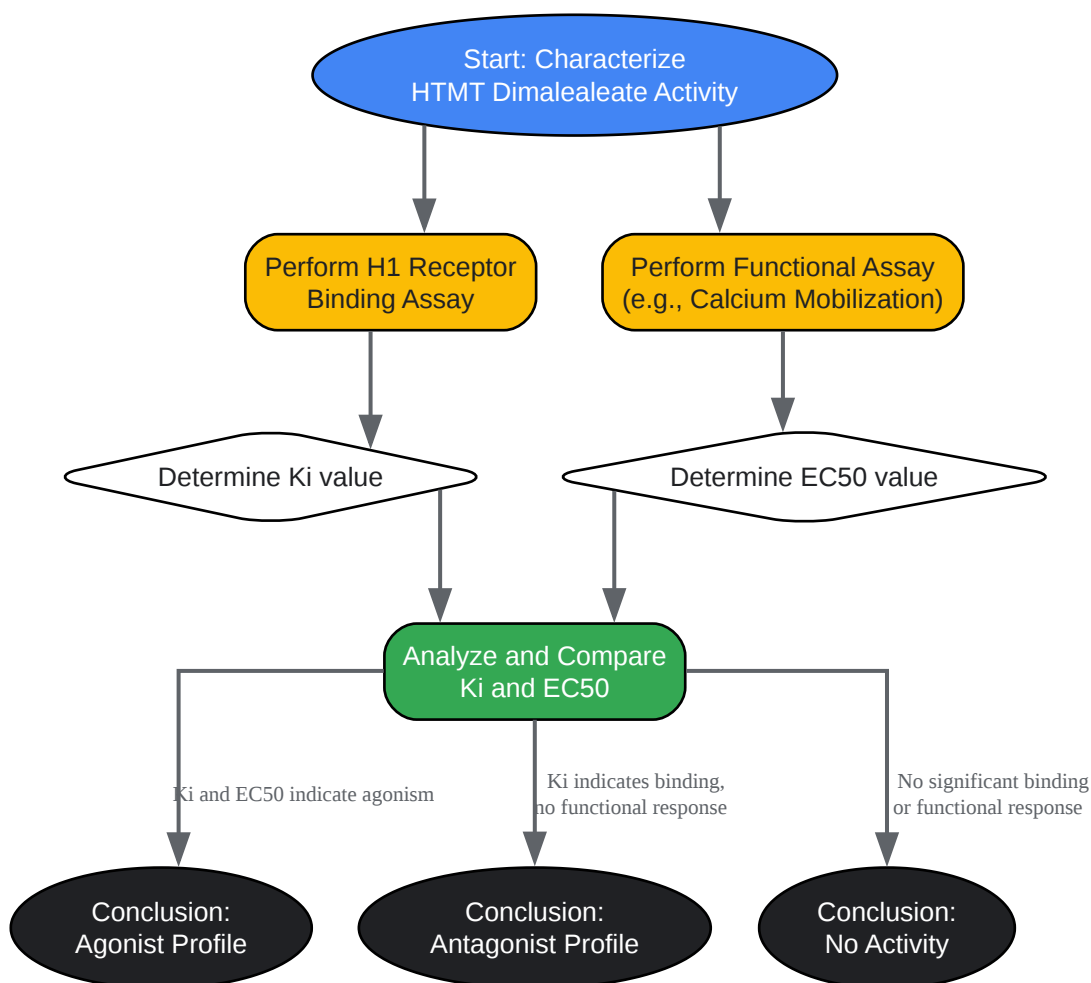 Start: Characterize
HTMT Dimalealeate Activity
Perform H1 Receptor
Binding Assay
Perform Functional Assay
(e.g., Calcium Mobilization)
Determine Ki value
Determine EC50 value
Analyze and Compare
Ki and EC50
Ki and EC50 indicate agonism
Ki indicates binding,
no functional response
No significant binding
or functional response
Conclusion:
Agonist Profile
Conclusion:
Antagonist Profile
Conclusion:
No Activity